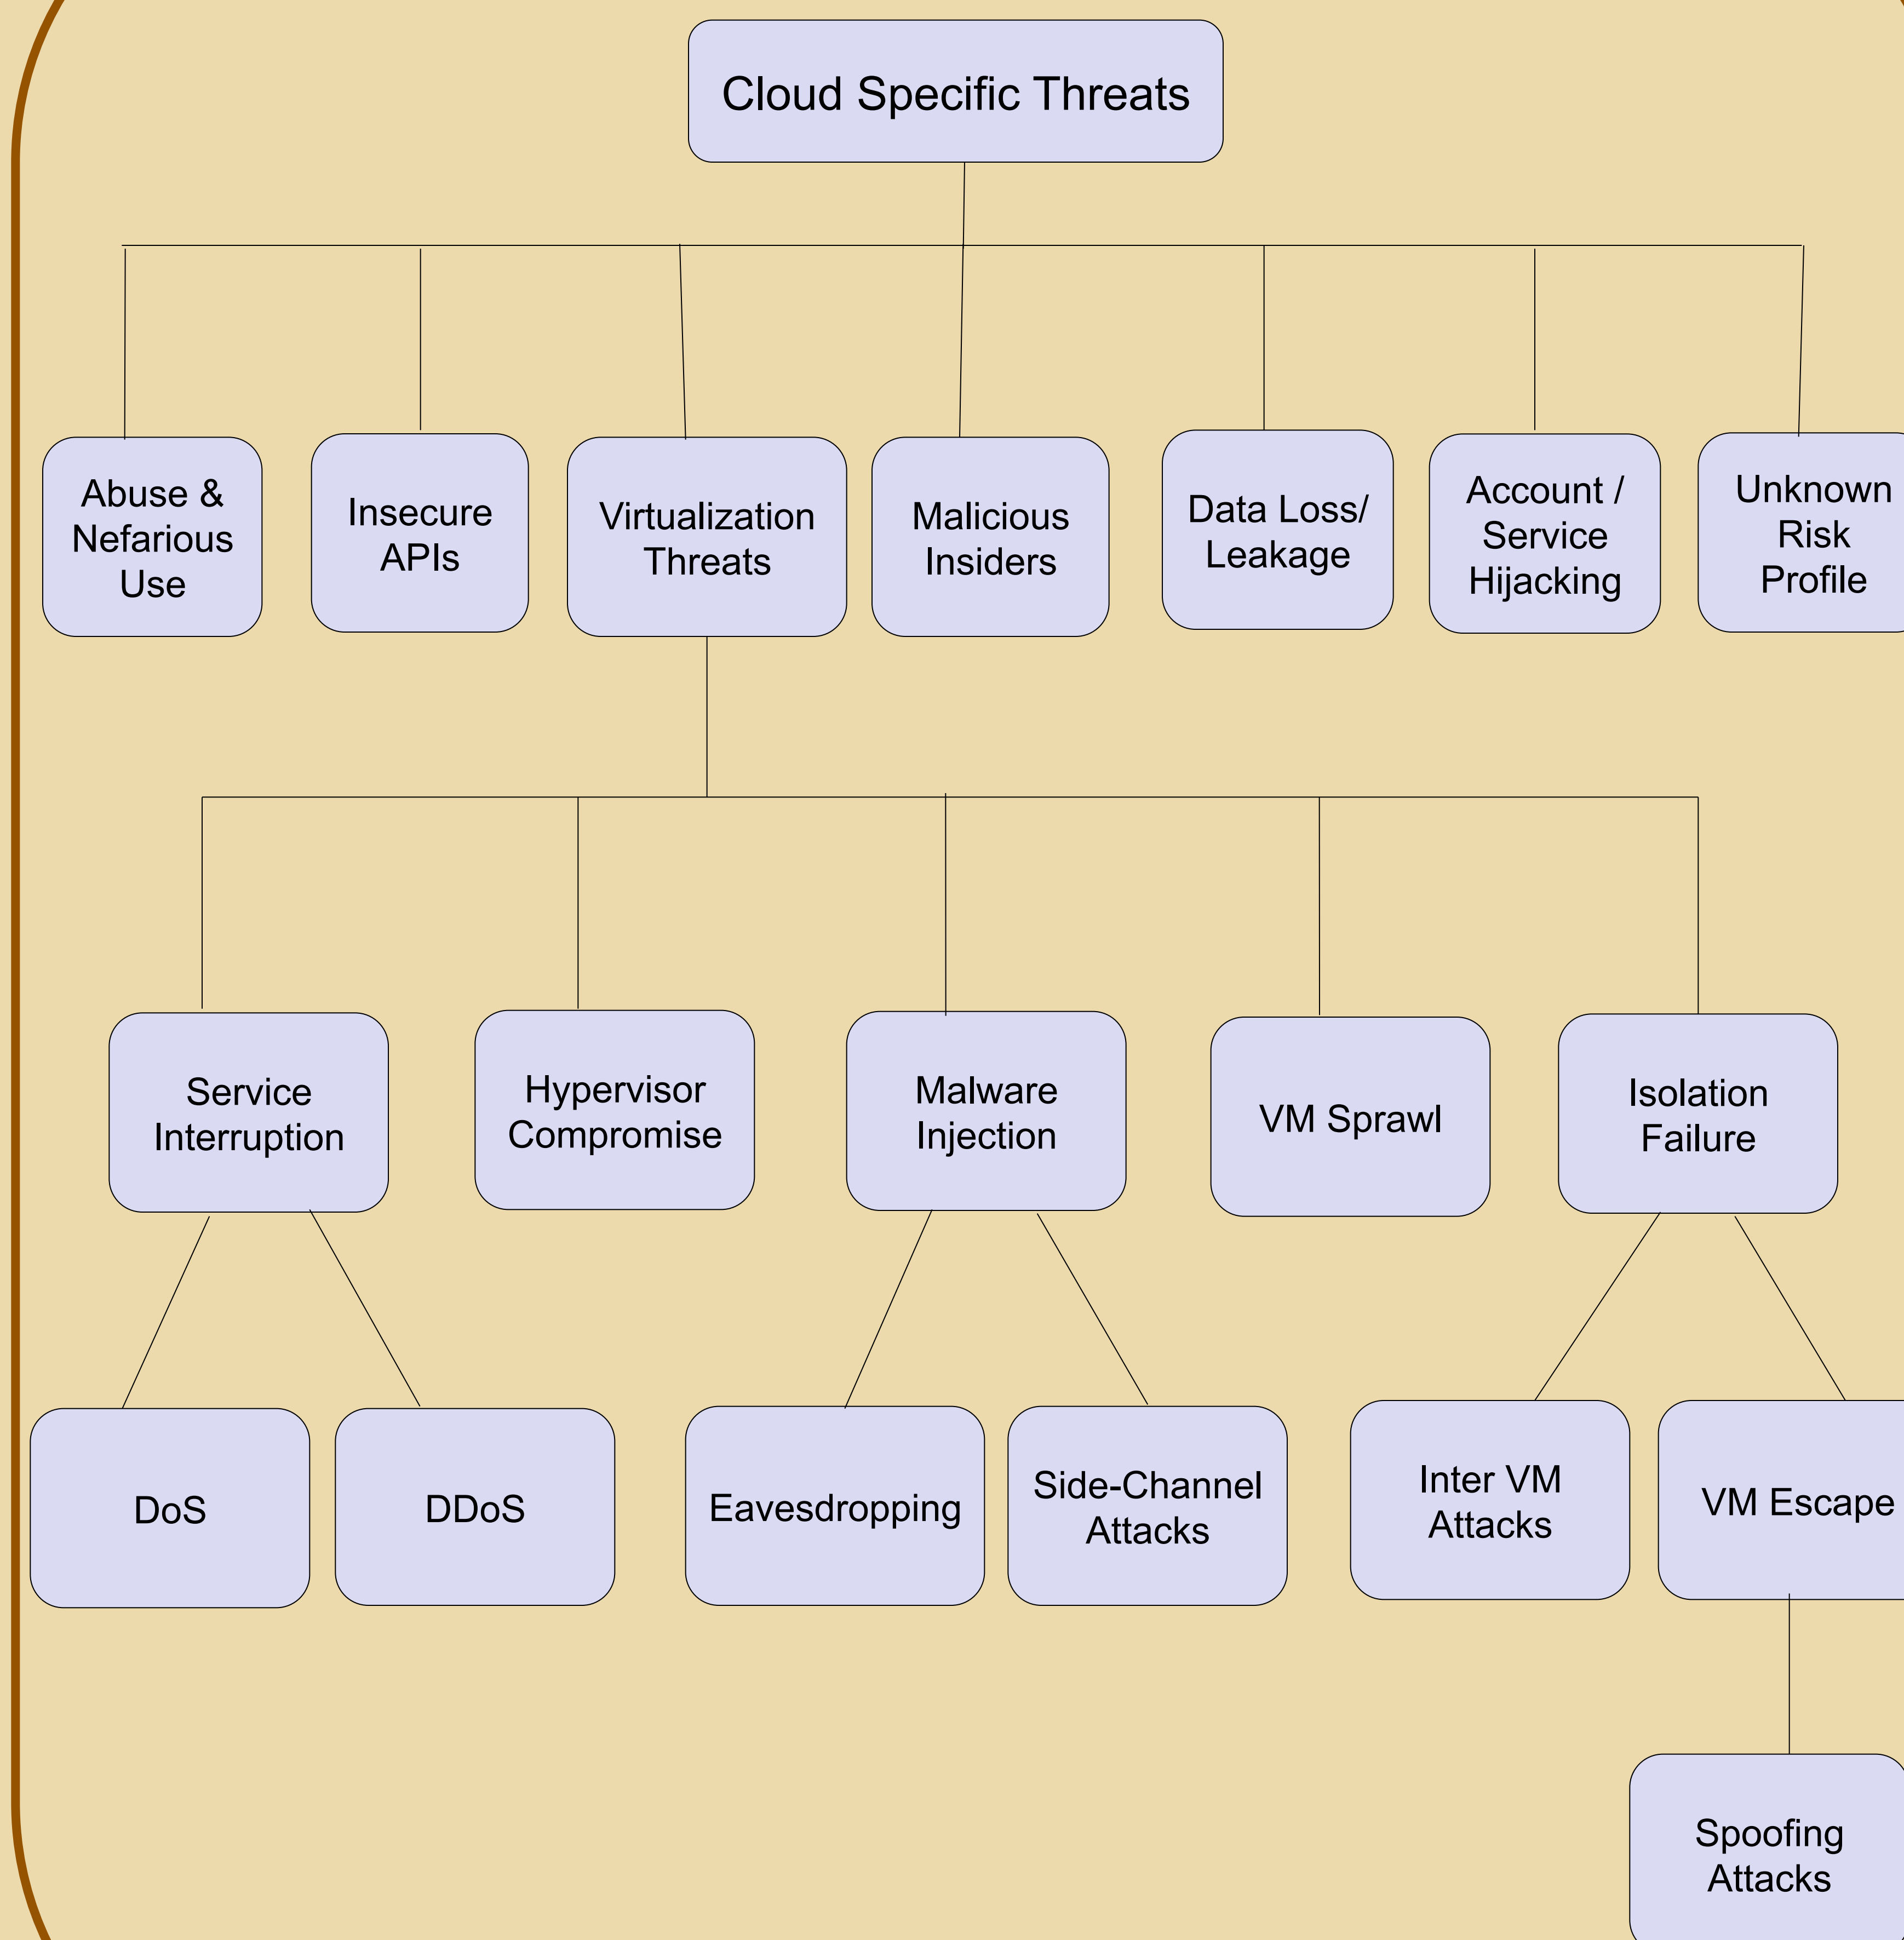 Cloud Specific Threats
Abuse &
Nefarious
Use
Insecure
APIs
Virtualization
Threats
Malicious
Insiders
Data Loss/
Leakage
Account /
Service
Hijacking
Unknown
Risk
Profile
Service
Interruption
Hypervisor
Compromise
Malware
Injection
VM Sprawl
Isolation
Failure
DoS
DDoS
Eavesdropping
Side-Channel
Attacks
Inter VM
Attacks
VM Escape
Spoofing
Attacks